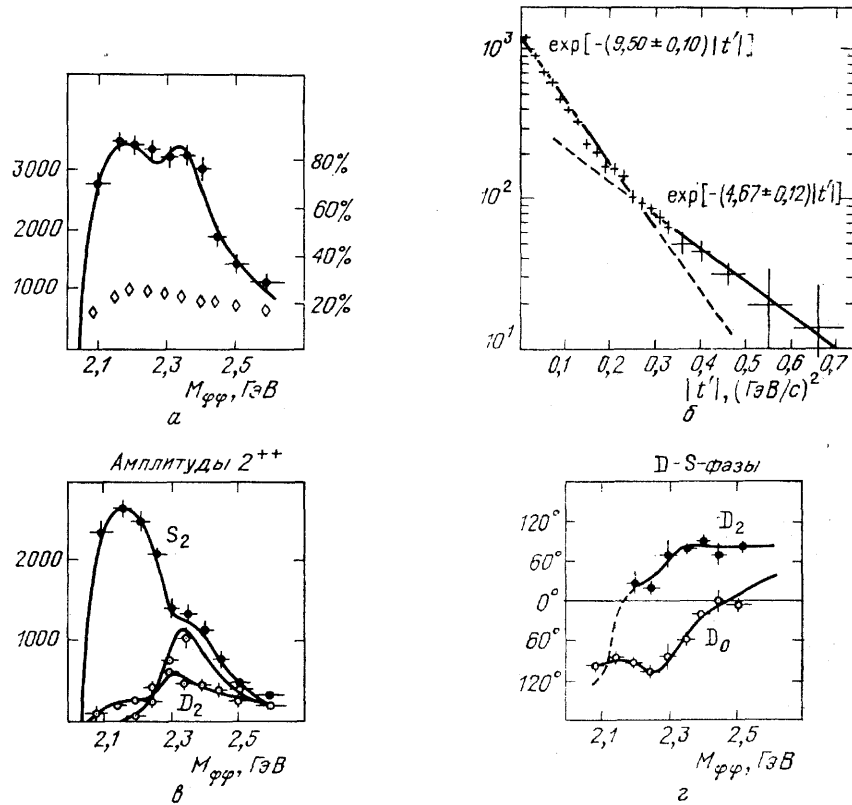 3000
2000
1000
80%
60%
40%
20%
2,1 2,3 2,5
M_φφ, ГэВ
а
10³
10²
10¹
exp[-(9,50±0,10)|t'|]
exp[-(4,67±0,12)|t'|]
0,1 0,2 0,3 0,4 0,5 0,6 0,7
|t'|, (ГэВ/с)²
б
Амплитуды 2⁺⁺
2000
1000
S₂
D₂
2,1 2,3 2,5
M_φφ, ГэВ
в
D-S-фазы
120°
60°
0°
60°
120°
D₂
D₀
2,1 2,3 2,5
M_φφ, ГэВ
г